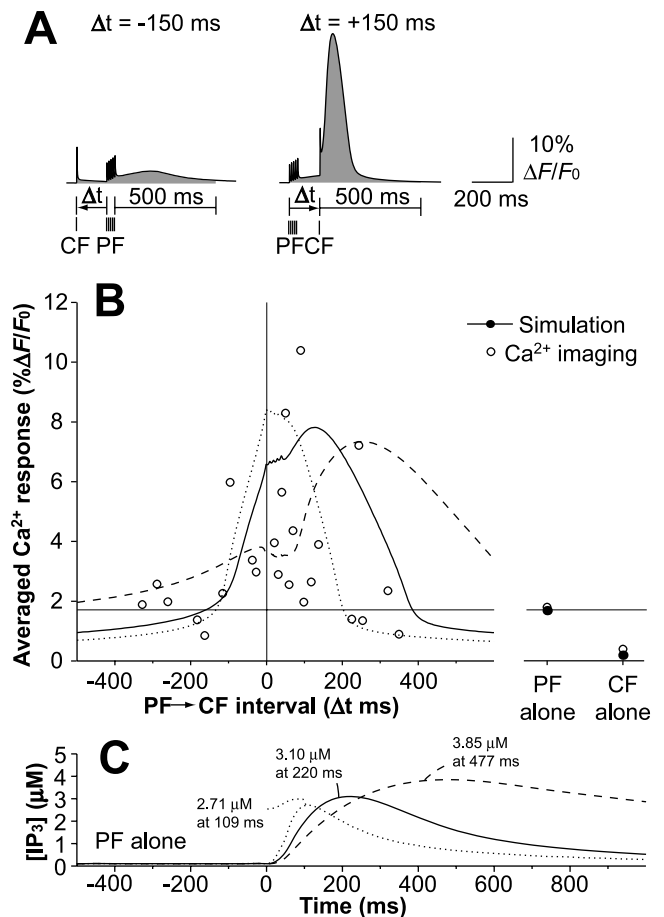 A
Δt = -150 ms
Δt = +150 ms
10%
ΔF/F0
200 ms
Δt
500 ms
CF PF
Δt
500 ms
PFCF
B
Averaged Ca2+ response (%ΔF/F0)
12
10
8
6
4
2
0
Simulation
Ca2+ imaging
-400 -200 0 200 400
PF→CF interval (Δt ms)
PF alone
CF alone
C
[IP3] (μM)
5
4
3
2
1
0
PF alone
2.71 μM
at 109 ms
3.10 μM
at 220 ms
3.85 μM
at 477 ms
-400 -200 0 200 400 600 800
Time (ms)